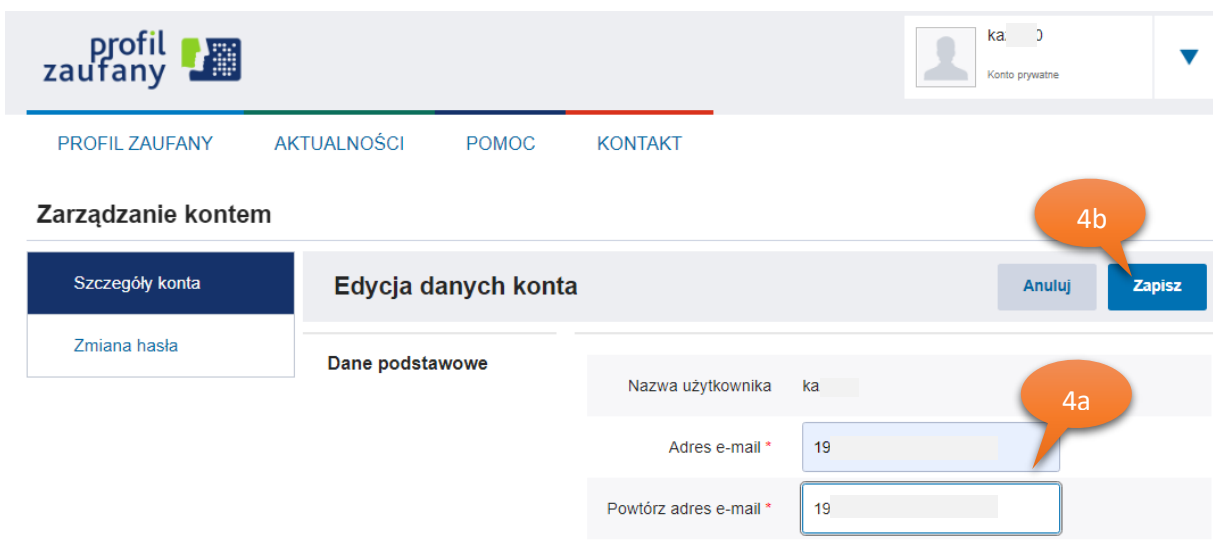 profil
zaufany
ka 0
Konto prywatne
PROFIL ZAUFANY AKTUALNOŚCI POMOC KONTAKT
Zarządzanie kontem
4b
Szczegóły konta
Edycja danych konta
Anuluj
Zapisz
Zmiana hasła
Dane podstawowe
Nazwa użytkownika ka
4a
Adres e-mail * 19
Powtórz adres e-mail * 19